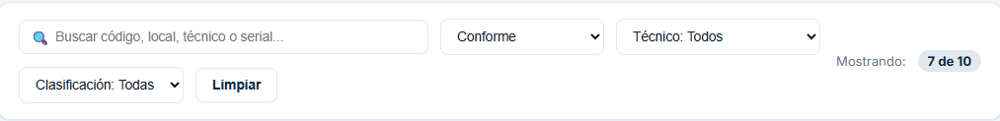 Buscar código, local, técnico o serial...
Conforme
Técnico: Todos
Mostrando:
7 de 10
Clasificación: Todas
Limpiar